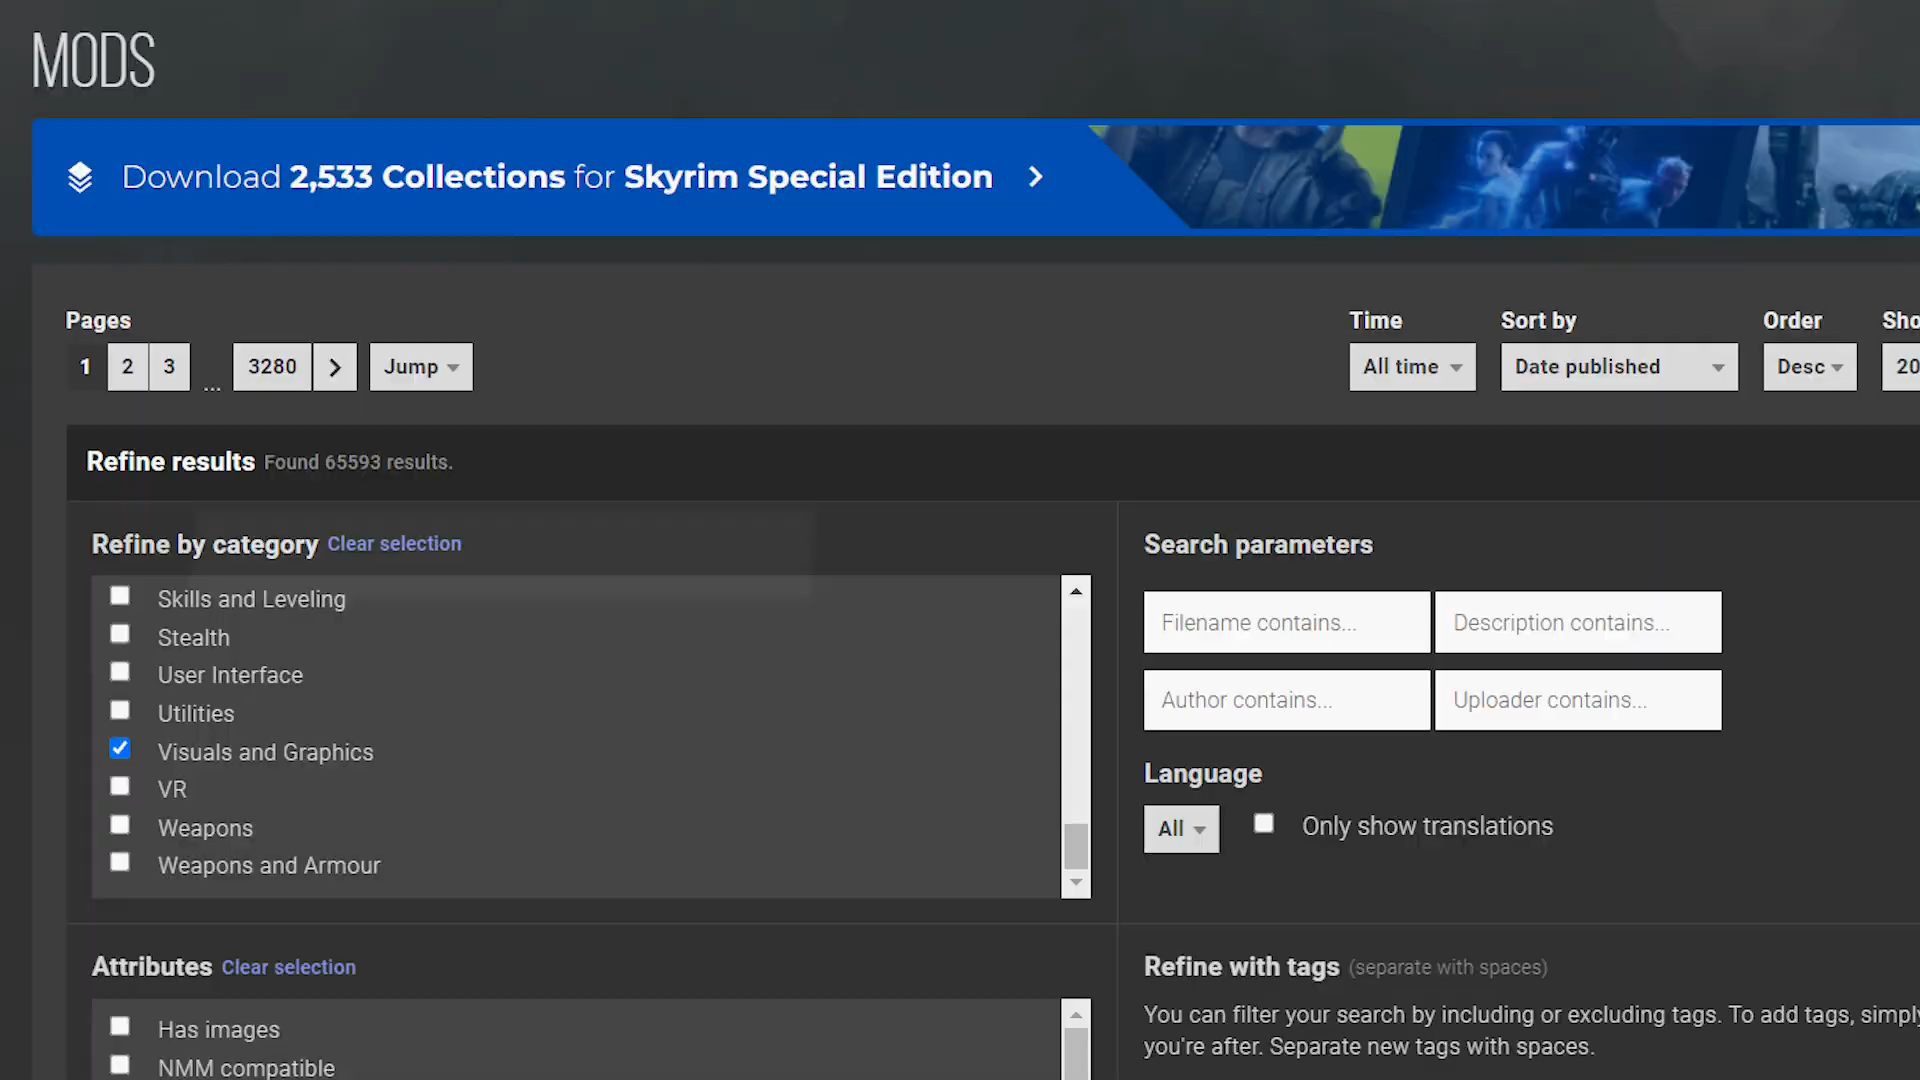 MODS
Download 2,533 Collections for Skyrim Special Edition
Pages
1 2 3 ... 3280 Jump
Time
All time
Sort by
Date published
Order
Desc
Sho
20
Refine results Found 65593 results.
Refine by category Clear selection
Skills and Leveling
Stealth
User Interface
Utilities
Visuals and Graphics
VR
Weapons
Weapons and Armour
Search parameters
Filename contains... Description contains...
Author contains... Uploader contains...
Language
All Only show translations
Attributes Clear selection
Has images
NMM compatible
Refine with tags (separate with spaces)
You can filter your search by including or excluding tags. To add tags, simply
you're after. Separate new tags with spaces.